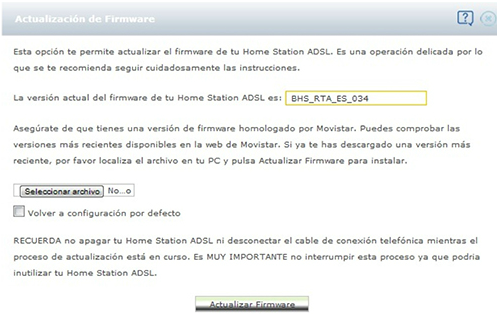 Actualización de Firmware
Esta opción te permite actualizar el firmware de tu Home Station ADSL. Es una operación delicada por lo
que se te recomienda seguir cuidadosamente las instrucciones.
La versión actual del firmware de tu Home Station ADSL es: BHS_RTA_ES_034
Asegúrate de que tienes una versión de firmware homologado por Movistar. Puedes comprobar las
versiones más recientes disponibles en la web de Movistar. Si ya te has descargado una versión más
reciente, por favor localiza el archivo en tu PC y pulsa Actualizar Firmware para instalar.
Seleccionar archivo No...o
Volver a configuración por defecto
RECUERDA no apagar tu Home Station ADSL ni desconectar el cable de conexión telefónica mientras el
proceso de actualización está en curso. Es MUY IMPORTANTE no interrumpir esta proceso ya que podria
inutilizar tu Home Station ADSL.
Actualizar Firmware